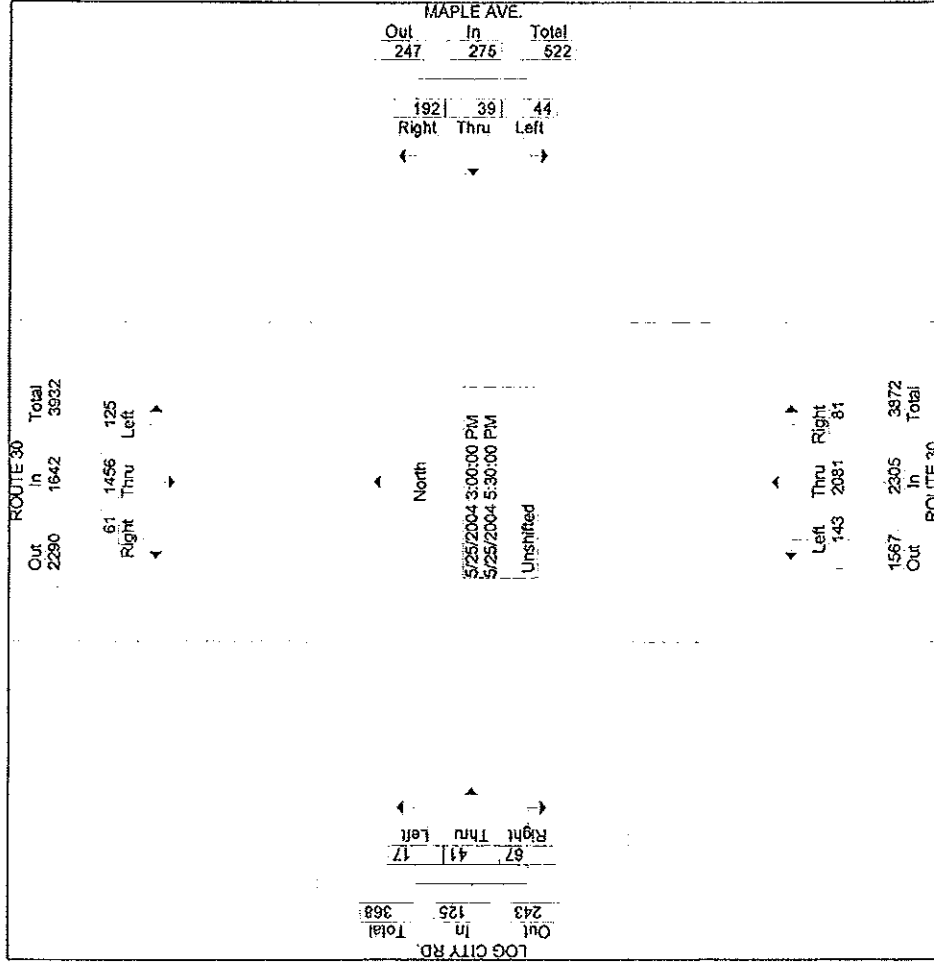 MAPLE AVE.
Out In Total
247 275 522
192 39 44
Right Thru Left
ROUTE 30
Out In Total
2290 1642 3932
61 1456 125
Right Thru Left
North
5/25/2004 3:00:00 PM
5/25/2004 5:30:00 PM
Unshifted
Left Thru Right
143 2081 81
1567 2305 3872
Out In Total
ROUTE 30
Left Thru Right
17 41 67
Total In Out
368 125 243
LOG CITY RD.